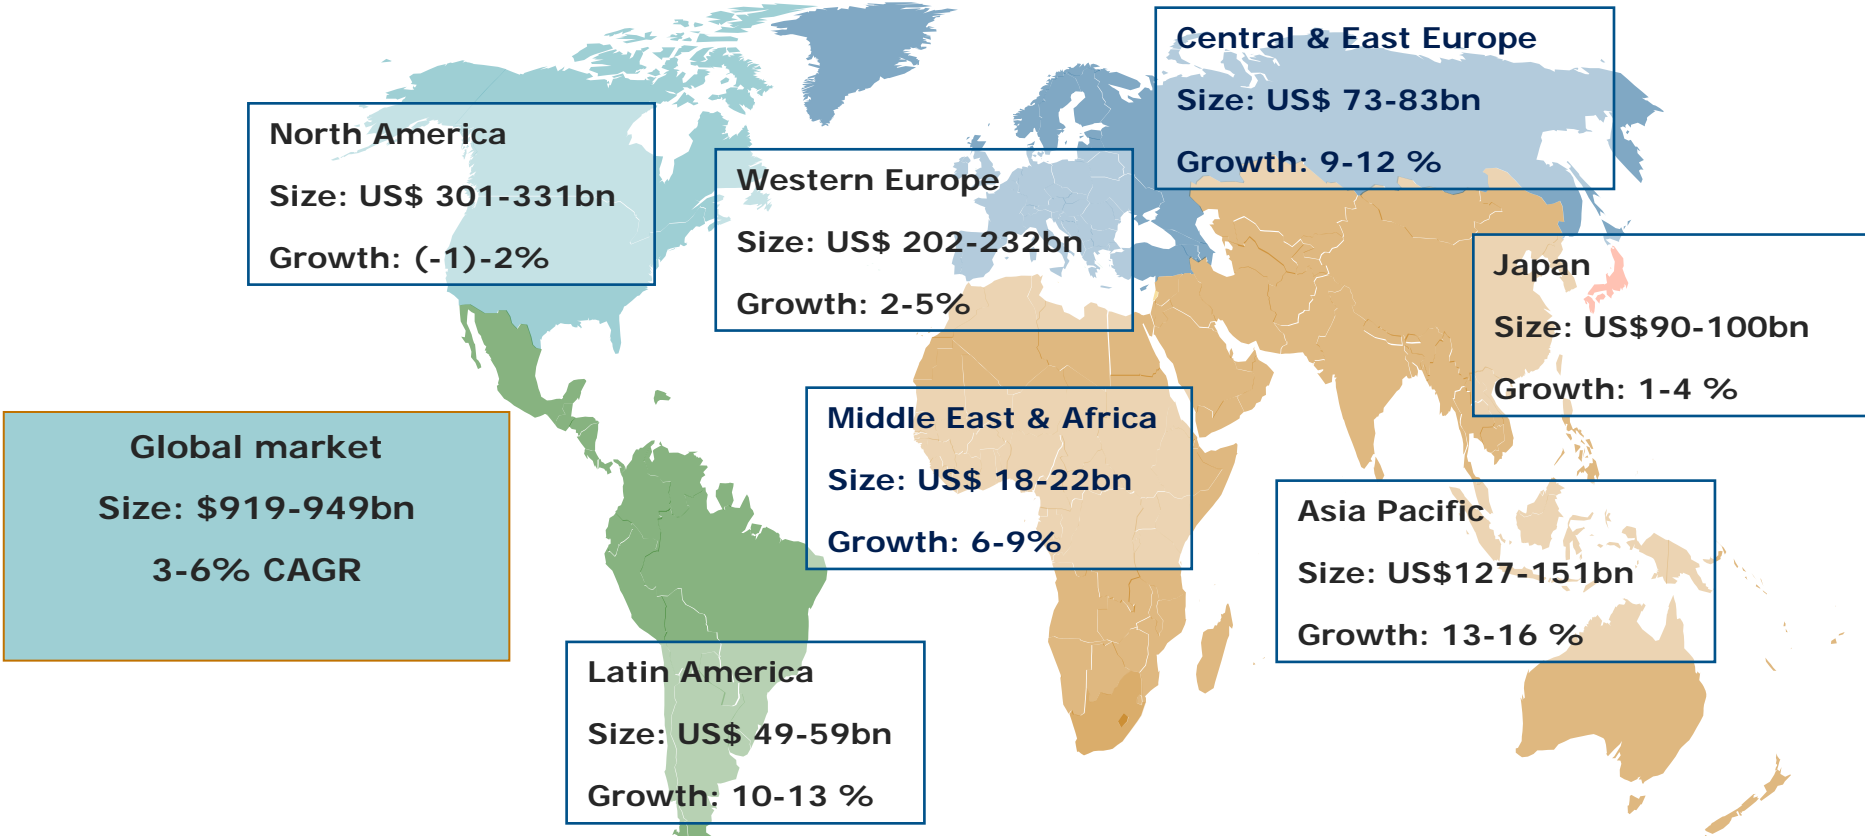 Central & East Europe
Size: US$ 73-83bn
Growth: 9-12 %
North America
Size: US$ 301-331bn
Growth: (-1)-2%
Western Europe
Size: US$ 202-232bn
Growth: 2-5%
Japan
Size: US$90-100bn
Growth: 1-4 %
Middle East & Africa
Size: US$ 18-22bn
Growth: 6-9%
Global market
Size: $919-949bn
3-6% CAGR
Asia Pacific
Size: US$127-151bn
Growth: 13-16 %
Latin America
Size: US$ 49-59bn
Growth: 10-13 %